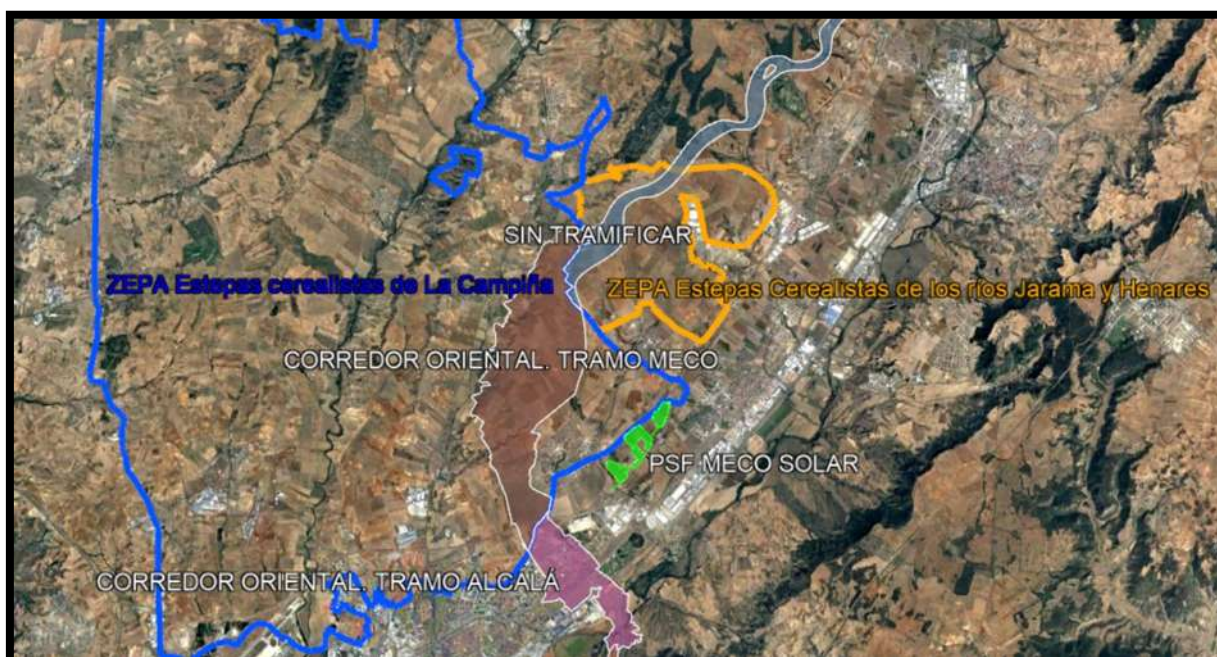 SIN TRAMIFICAR
ZEPA Estepas cerealistas de La Campiña
ZEPA Estepas Cerealistas de los ríos Jarama y Henares
CORREDOR ORIENTAL. TRAMO MECO
PSF MECO SOLAR
CORREDOR ORIENTAL. TRAMO ALCALÁ